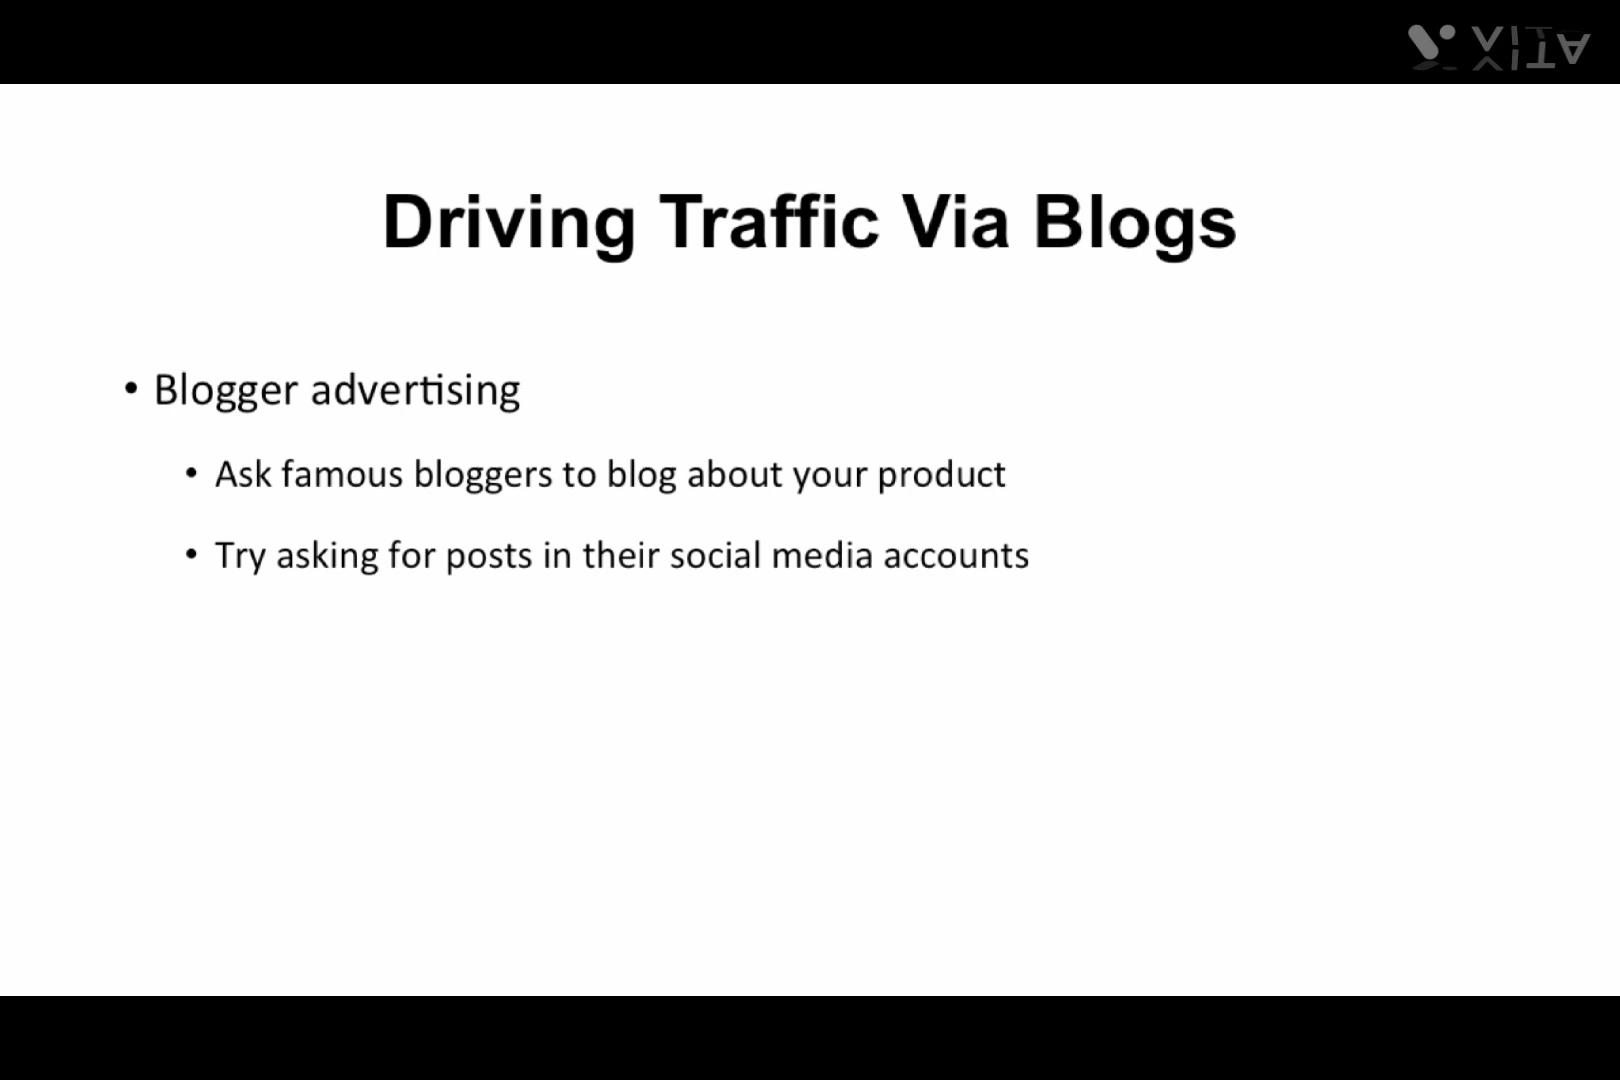 VITA
Driving Traffic Via Blogs
• Blogger advertising
• Ask famous bloggers to blog about your product
• Try asking for posts in their social media accounts